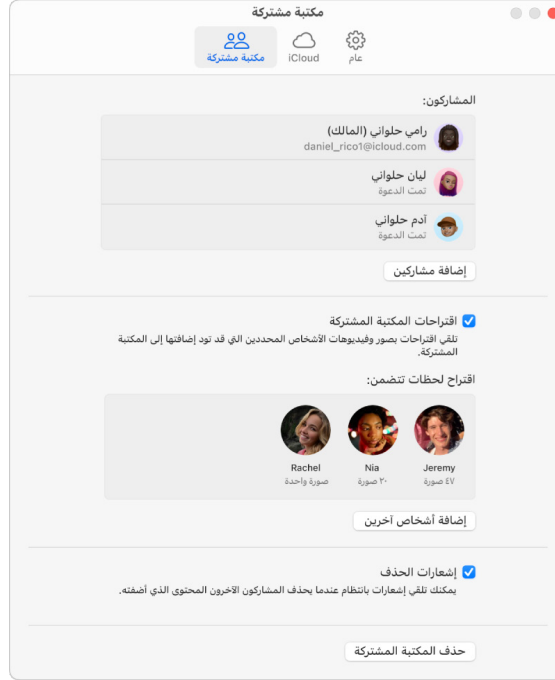 مكتبة مشتركة
عام
iCloud
مكتبة مشتركة
المشاركون:
رامي حلواني (المالك)
daniel_rico1@icloud.com
ليان حلواني
تمت الدعوة
آدم حلواني
تمت الدعوة
إضافة مشاركين
اقتراحات المكتبة المشتركة
تلقي اقتراحات بصور وفيديوهات الأشخاص المحددين التي قد تود إضافتها إلى المكتبة
المشتركة.
اقتراح لحظات تتضمن:
Jeremy
٤٧ صورة
Nia
٢٠ صورة
Rachel
صورة واحدة
إضافة أشخاص آخرين
إشعارات الحذف
يمكنك تلقي إشعارات بانتظام عندما يحذف المشاركون الآخرون المحتوى الذي أضفته.
حذف المكتبة المشتركة